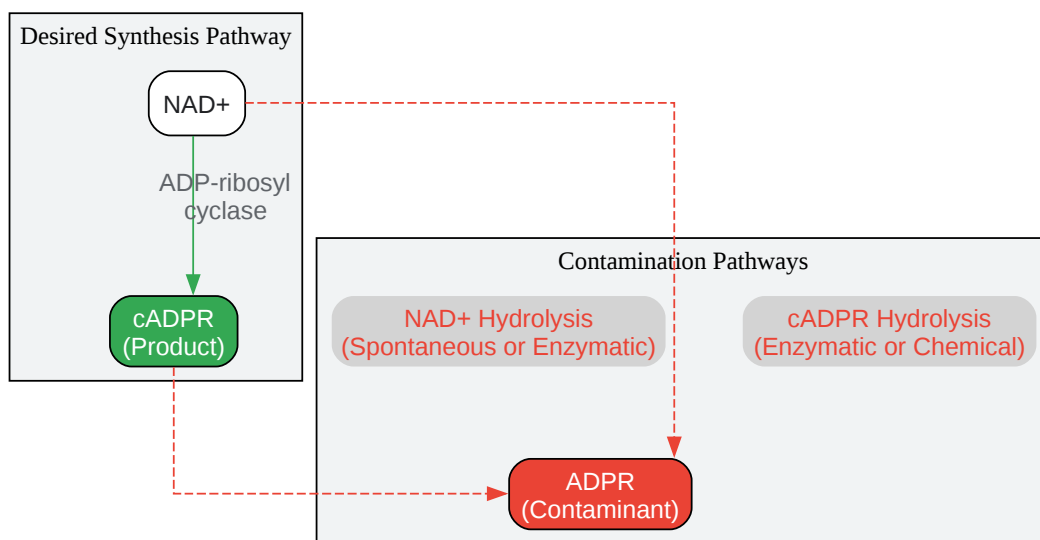 Desired Synthesis Pathway
NAD+
ADP-ribosyl
cyclase
cADPR
(Product)
Contamination Pathways
NAD+ Hydrolysis
(Spontaneous or Enzymatic)
cADPR Hydrolysis
(Enzymatic or Chemical)
ADPR
(Contaminant)